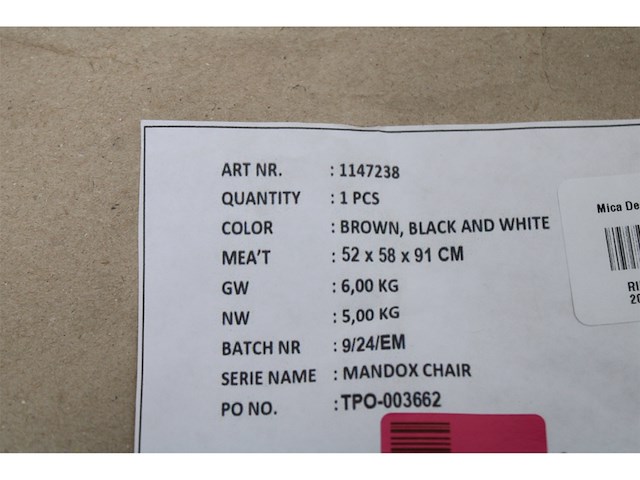 ART NR. : 1147238
QUANTITY : 1 PCS
COLOR : BROWN, BLACK AND WHITE
MEA'T : 52 x 58 x 91 CM
GW : 6,00 KG
NW : 5,00 KG
BATCH NR : 9/24/EM
SERIE NAME : MANDOX CHAIR
PO NO. : TPO-003662
Mica De
RI
20